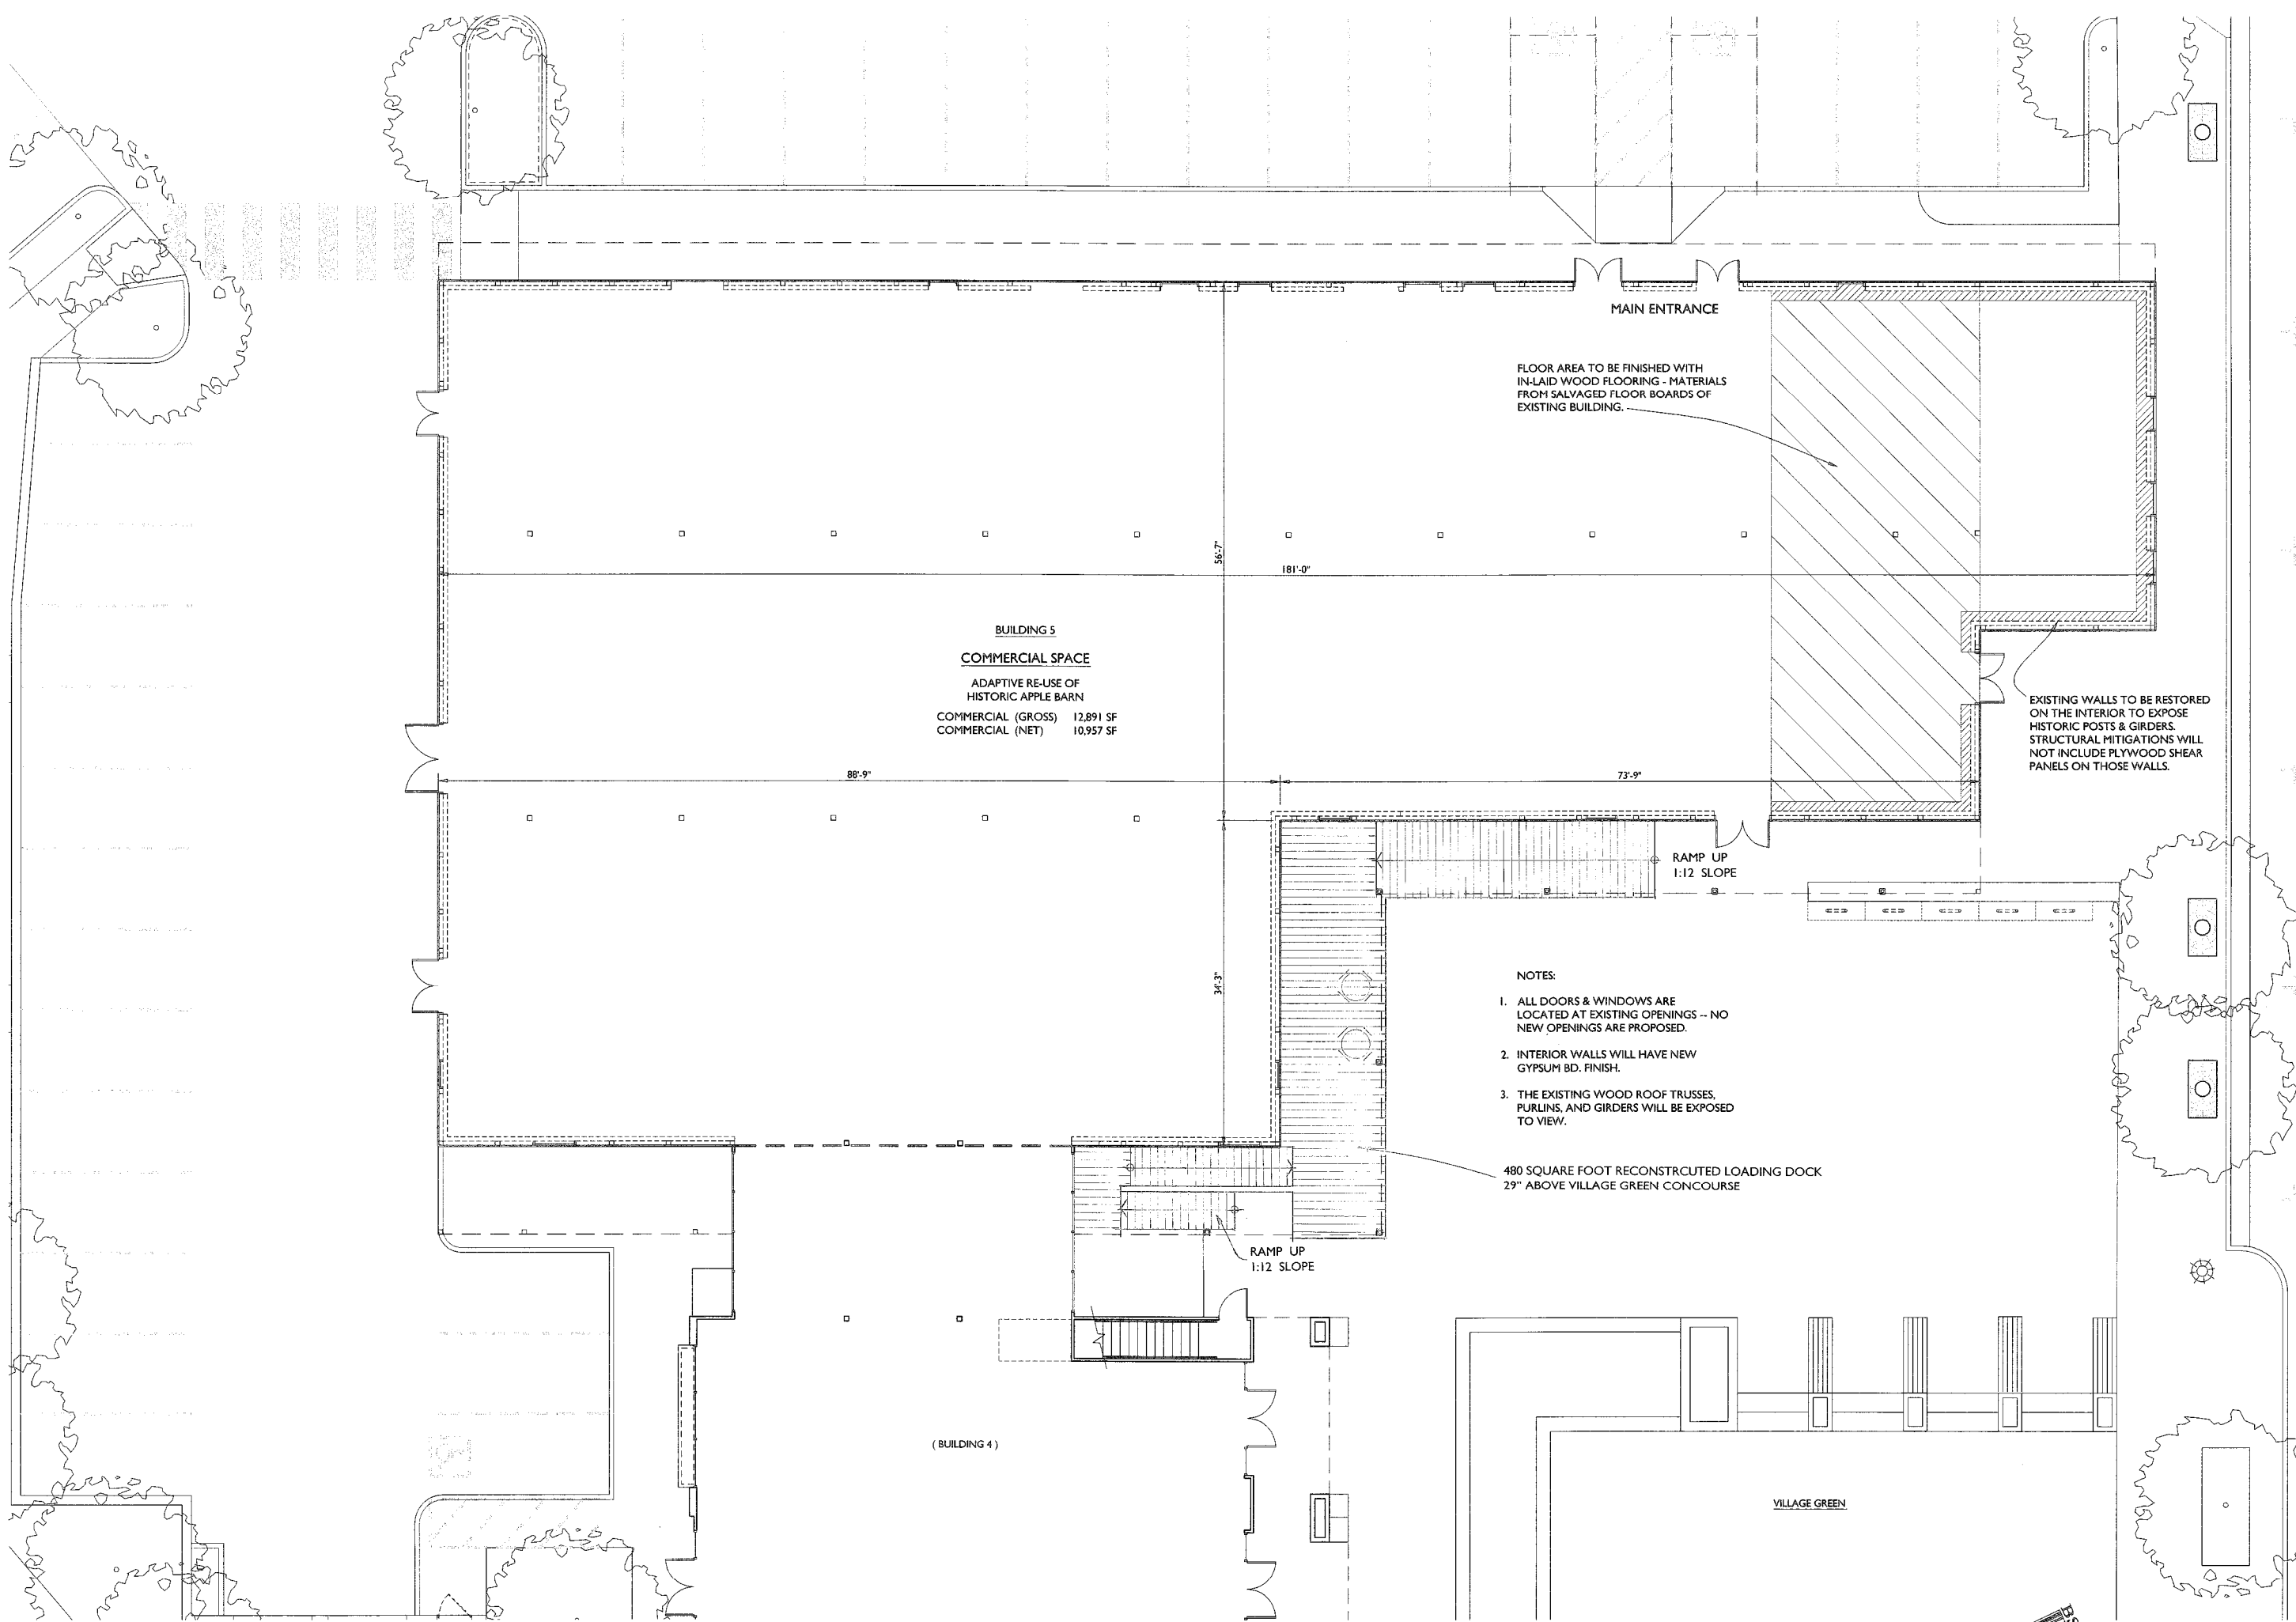 MAIN ENTRANCE
FLOOR AREA TO BE FINISHED WITH
IN-LAID WOOD FLOORING - MATERIALS
FROM SALVAGED FLOOR BOARDS OF
EXISTING BUILDING.
56'-7"
181'-0"
BUILDING 5
COMMERCIAL SPACE
ADAPTIVE RE-USE OF
HISTORIC APPLE BARN
COMMERCIAL (GROSS) 12,891 SF
COMMERCIAL (NET) 10,957 SF
EXISTING WALLS TO BE RESTORED
ON THE INTERIOR TO EXPOSE
HISTORIC POSTS & GIRDERS.
STRUCTURAL MITIGATIONS WILL
NOT INCLUDE PLYWOOD SHEAR
PANELS ON THOSE WALLS.
88'-9"
73'-9"
RAMP UP
1:12 SLOPE
34'-3"
NOTES:
1. ALL DOORS & WINDOWS ARE
LOCATED AT EXISTING OPENINGS -- NO
NEW OPENINGS ARE PROPOSED.
2. INTERIOR WALLS WILL HAVE NEW
GYPSUM BD. FINISH.
3. THE EXISTING WOOD ROOF TRUSSES,
PURLINS, AND GIRDERS WILL BE EXPOSED
TO VIEW.
480 SQUARE FOOT RECONSTRCUTED LOADING DOCK
29" ABOVE VILLAGE GREEN CONCOURSE
RAMP UP
1:12 SLOPE
( BUILDING 4 )
VILLAGE GREEN